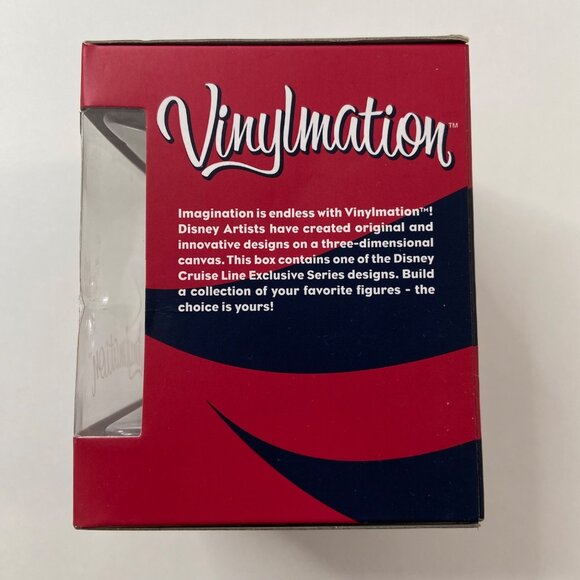 Vinylmation™
Imagination is endless with Vinylmation™!
Disney Artists have created original and
innovative designs on a three-dimensional
canvas. This box contains one of the Disney
Cruise Line Exclusive Series designs. Build
a collection of your favorite figures - the
choice is yours!
Vinylmation